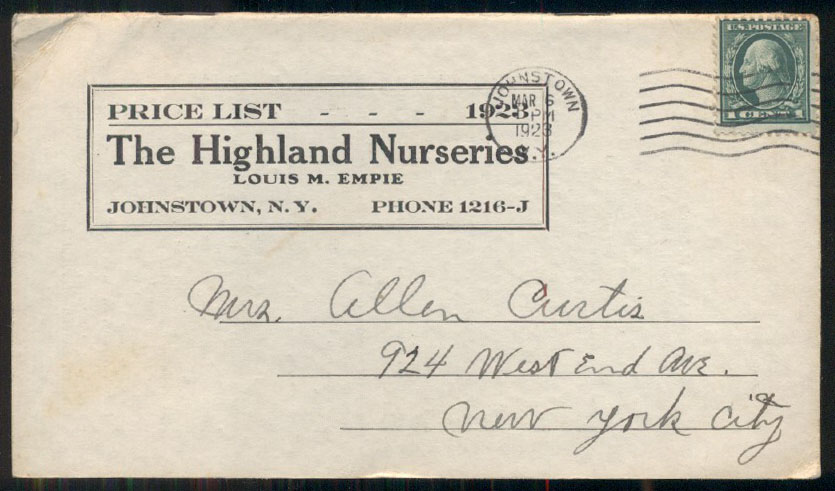 PRICE LIST - - - 1923
The Highland Nurseries
LOUIS M. EMPIE
JOHNSTOWN, N.Y. PHONE 1216-J
JOHNSTOWN
MAR 6
PM
1923
N.Y.
U.S. POSTAGE
1 CENT 1
Mrs. Allen Curtis
924 West End Ave.
New York City